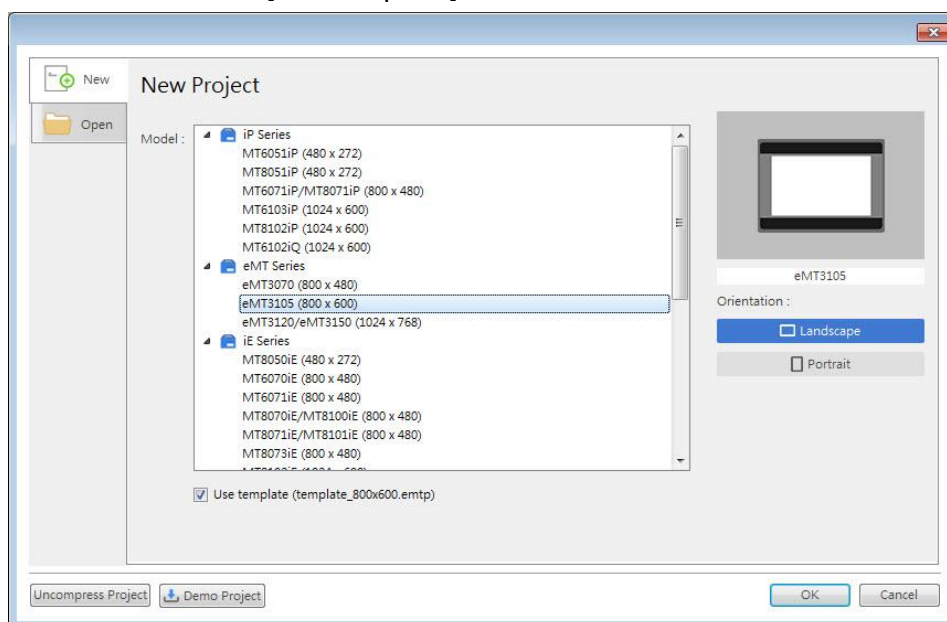 New
Open
New Project
Model :
iP Series
MT6051iP (480 x 272)
MT8051iP (480 x 272)
MT6071iP/MT8071iP (800 x 480)
MT6103iP (1024 x 600)
MT8102iP (1024 x 600)
MT6102iQ (1024 x 600)
eMT Series
eMT3070 (800 x 480)
eMT3105 (800 x 600)
eMT3120/eMT3150 (1024 x 768)
iE Series
MT8050iE (480 x 272)
MT6070iE (800 x 480)
MT6071iE (800 x 480)
MT8070iE/MT8100iE (800 x 480)
MT8071iE/MT8101iE (800 x 480)
MT8073iE (800 x 480)
Use template (template_800x600.emtp)
eMT3105
Orientation :
Landscape
Portrait
Uncompress Project
Demo Project
OK
Cancel